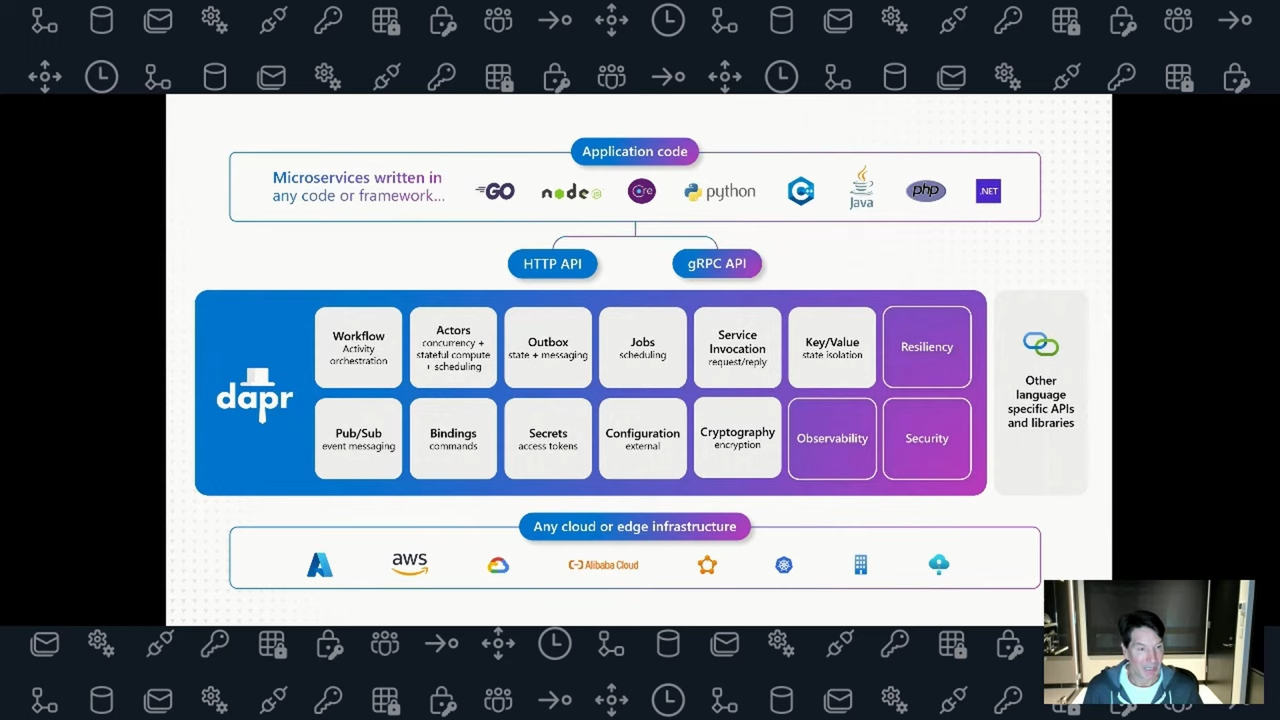 Application code
Microservices written in
any code or framework...
GO
node
Core
python
C++
Java
php
.NET
HTTP API
gRPC API
dapr
Workflow
Activity
orchestration
Actors
concurrency +
stateful compute
+ scheduling
Outbox
state + messaging
Jobs
scheduling
Service
Invocation
request/reply
Key/Value
state isolation
Resiliency
Pub/Sub
event messaging
Bindings
commands
Secrets
access tokens
Configuration
external
Cryptography
encryption
Observability
Security
Other
language
specific APIs
and libraries
Any cloud or edge infrastructure
aws
Alibaba Cloud